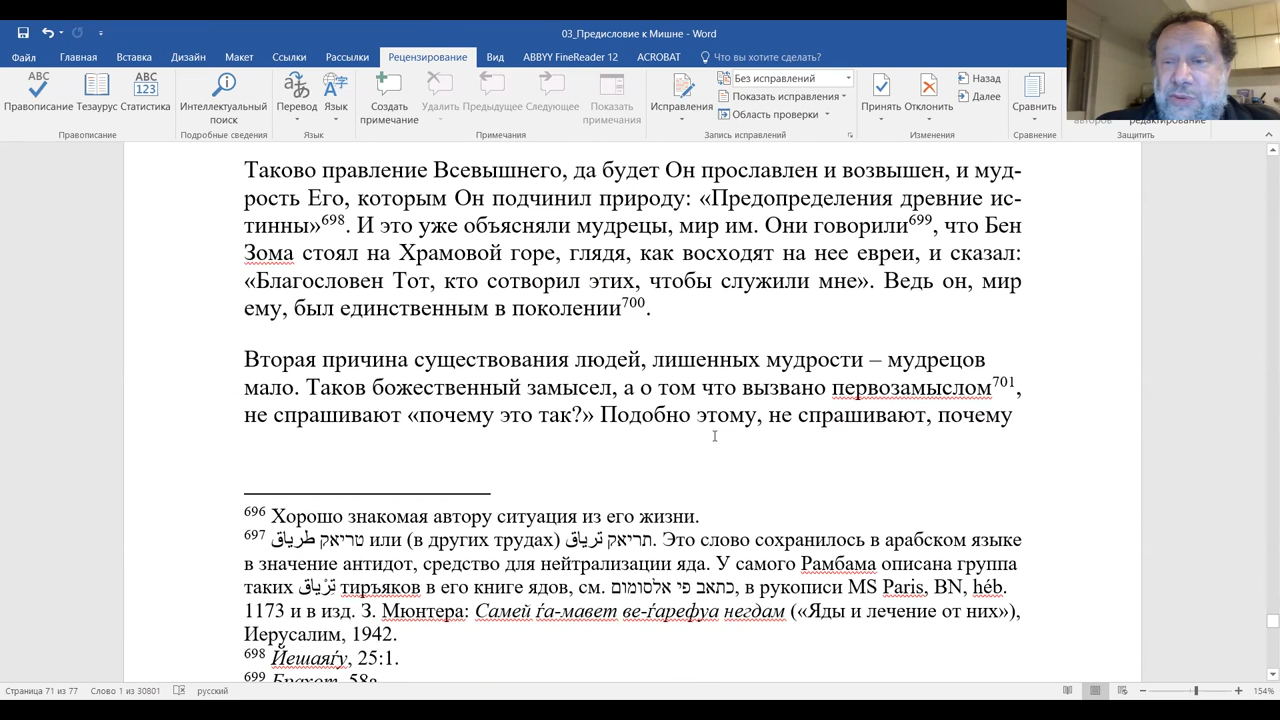 03_Предисловие к Мишне - Word
Файл Главная Вставка Дизайн Макет Ссылки Рассылки Рецензирование Вид ABBYY FineReader 12 ACROBAT Что вы хотите сделать?
ABC Правописание Тезаурус ABC 123 Статистика Интеллектуальный поиск Перевод Язык Создать примечание Удалить Предыдущее Следующее Показать примечания Исправления Без исправлений Показать исправления Область проверки Принять Отклонить Назад Далее Сравнить редактирование
Правописание Подробные сведения Язык Примечания Запись исправлений Изменения Сравнение Защитить
Таково правление Всевышнего, да будет Он прославлен и возвышен, и муд-
рость Его, которым Он подчинил природу: «Предопределения древние ис-
тинны»698. И это уже объясняли мудрецы, мир им. Они говорили699, что Бен
Зома стоял на Храмовой горе, глядя, как восходят на нее евреи, и сказал:
«Благословен Тот, кто сотворил этих, чтобы служили мне». Ведь он, мир
ему, был единственным в поколении700.
Вторая причина существования людей, лишенных мудрости – мудрецов
мало. Таков божественный замысел, а о том что вызвано первозамыслом701,
не спрашивают «почему это так?» Подобно этому, не спрашивают, почему
696 Хорошо знакомая автору ситуация из его жизни.
697 טריאק طرياق или (в других трудах) תריאק ترياق. Это слово сохранилось в арабском языке
в значение антидот, средство для нейтрализации яда. У самого Рамбама описана группа
таких تِرْياق тиръяков в его книге ядов, см. כתאב פי אלסומום, в рукописи MS Paris, BN, héb.
1173 и в изд. З. Мюнтера: Самей ѓа-мавет ве-ѓарефуа негдам («Яды и лечение от них»),
Иерусалим, 1942.
698 Йешаяѓу, 25:1.
699 Брахот, 58а.
Страница 71 из 77 Слово 1 из 30801 русский 154%